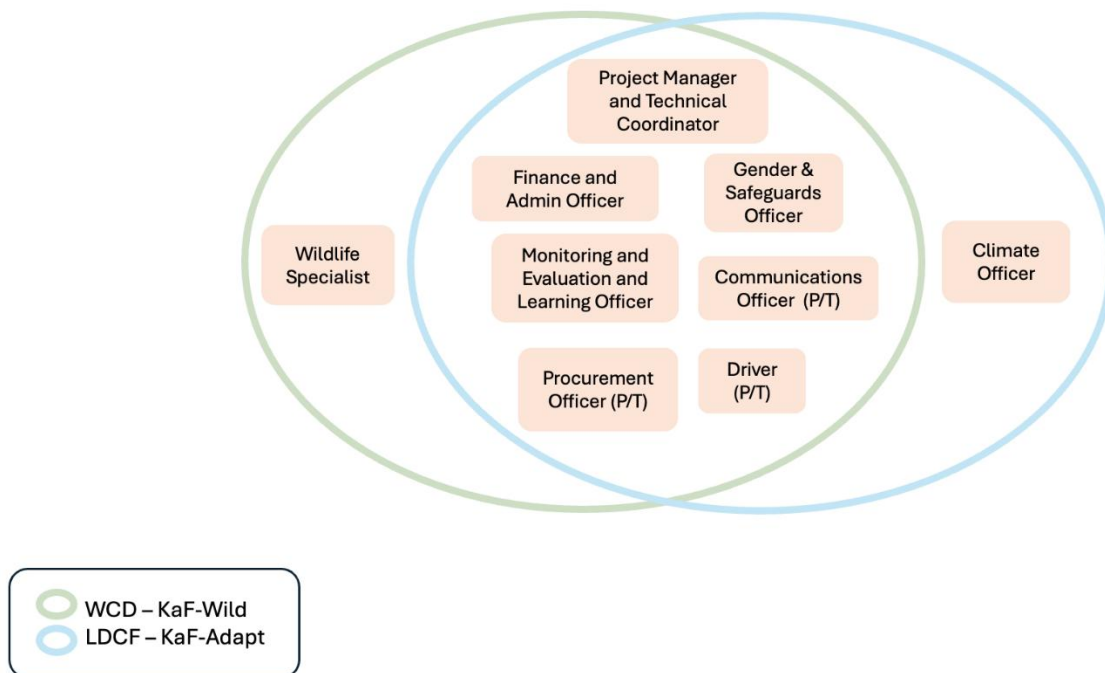 Project Manager
and Technical
Coordinator
Finance and
Admin Officer
Gender &
Safeguards
Officer
Wildlife
Specialist
Monitoring and
Evaluation and
Learning Officer
Communications
Officer (P/T)
Climate
Officer
Procurement
Officer (P/T)
Driver
(P/T)
WCD – KaF-Wild
LDCF – KaF-Adapt